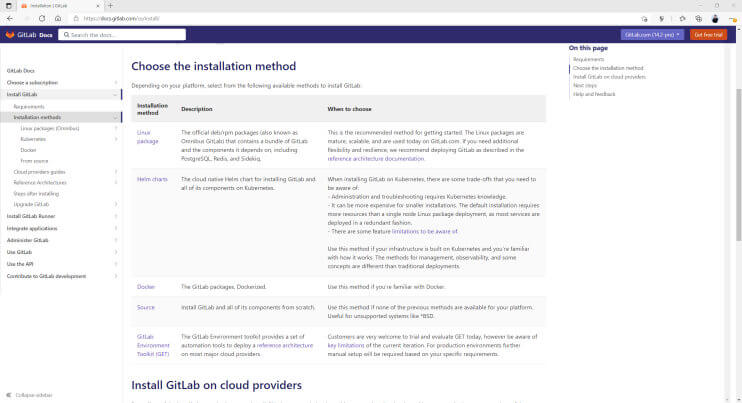 Installation | GitLab
https://docs.gitlab.com/ee/install/
GitLab Docs
Search the docs...
GitLab.com (14.2-pre)
Get free trial
GitLab Docs
Choose a subscription
Install GitLab
Requirements
Installation methods
Linux packages (Omnibus)
Kubernetes
Docker
From source
Cloud providers guides
Reference Architectures
Steps after installing
Upgrade GitLab
Install GitLab Runner
Integrate applications
Administer GitLab
Use GitLab
Use the API
Contribute to GitLab development
Collapse sidebar
Choose the installation method
Depending on your platform, select from the following available methods to install GitLab:
Installation
method
Description
When to choose
Linux
package
The official deb/rpm packages (also known as
Omnibus GitLab) that contains a bundle of GitLab
and the components it depends on, including
PostgreSQL, Redis, and Sidekiq.
This is the recommended method for getting started. The Linux packages are
mature, scalable, and are used today on GitLab.com. If you need additional
flexibility and resilience, we recommend deploying GitLab as described in the
reference architecture documentation.
Helm charts
The cloud native Helm chart for installing GitLab and
all of its components on Kubernetes.
When installing GitLab on Kubernetes, there are some trade-offs that you need to
be aware of:
- Administration and troubleshooting requires Kubernetes knowledge.
- It can be more expensive for smaller installations. The default installation requires
more resources than a single node Linux package deployment, as most services
are deployed in a redundant fashion.
- There are some feature limitations to be aware of.
Use this method if your infrastructure is built on Kubernetes and you're familiar
with how it works. The methods for management, observability, and some
concepts are different than traditional deployments.
Docker
The GitLab packages, Dockerized.
Use this method if you're familiar with Docker.
Source
Install GitLab and all of its components from scratch.
Use this method if none of the previous methods are available for your platform.
Useful for unsupported systems like *BSD.
GitLab
Environment
Toolkit (GET)
The GitLab Environment toolkit provides a set of
automation tools to deploy a reference architecture
on most major cloud providers.
Customers are very welcome to trial and evaluate GET today, however be aware of
key limitations of the current iteration. For production environments further
manual setup will be required based on your specific requirements.
Install GitLab on cloud providers
On this page
Requirements
Choose the installation method
Install GitLab on cloud providers
Next steps
Help and feedback